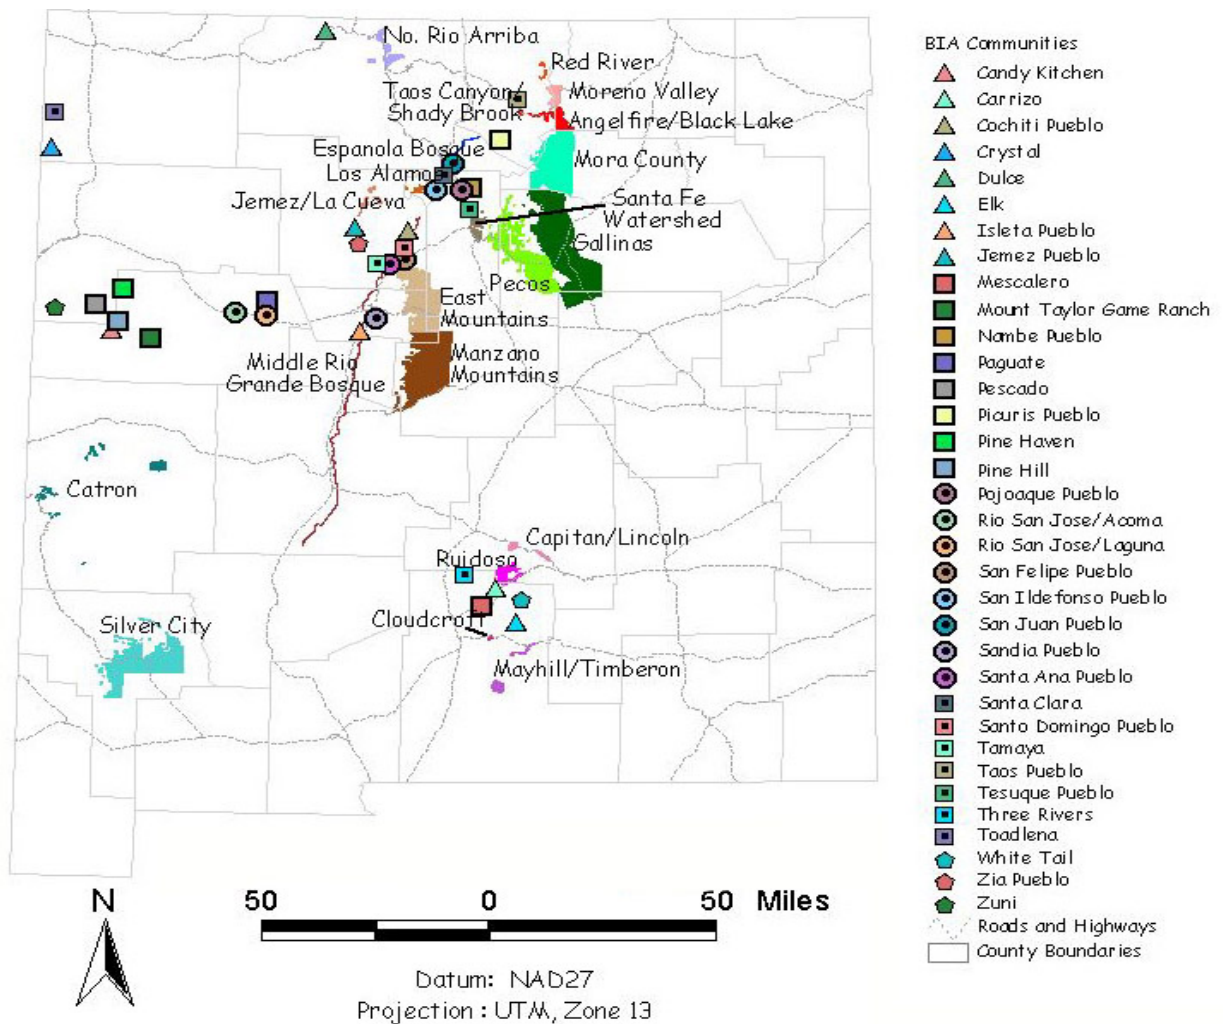 No. Rio Arriba
Red River
Taos Canyon/
Shady Brook
Moreno Valley
Angelfire/Black Lake
Espanola Bosque
Mora County
Los Alamos
Jemez/La Cueva
Santa Fe
Watershed
Gallinas
Pecos
East
Mountains
Middle Rio
Grande Bosque
Manzano
Mountains
Catron
Capitan/Lincoln
Ruidoso
Silver City
Cloudcroft
Mayhill/Timberon
N
50 0 50 Miles
Datum: NAD27
Projection : UTM, Zone 13
BIA Communities
Candy Kitchen
Carrizo
Cochiti Pueblo
Crystal
Dulce
Elk
Isleta Pueblo
Jemez Pueblo
Mescalero
Mount Taylor Game Ranch
Nambe Pueblo
Paguate
Pescado
Picuris Pueblo
Pine Haven
Pine Hill
Pojoaque Pueblo
Rio San Jose/Acoma
Rio San Jose/Laguna
San Felipe Pueblo
San Ildefonso Pueblo
San Juan Pueblo
Sandia Pueblo
Santa Ana Pueblo
Santa Clara
Santo Domingo Pueblo
Tamaya
Taos Pueblo
Tesuque Pueblo
Three Rivers
Toadlena
White Tail
Zia Pueblo
Zuni
Roads and Highways
County Boundaries